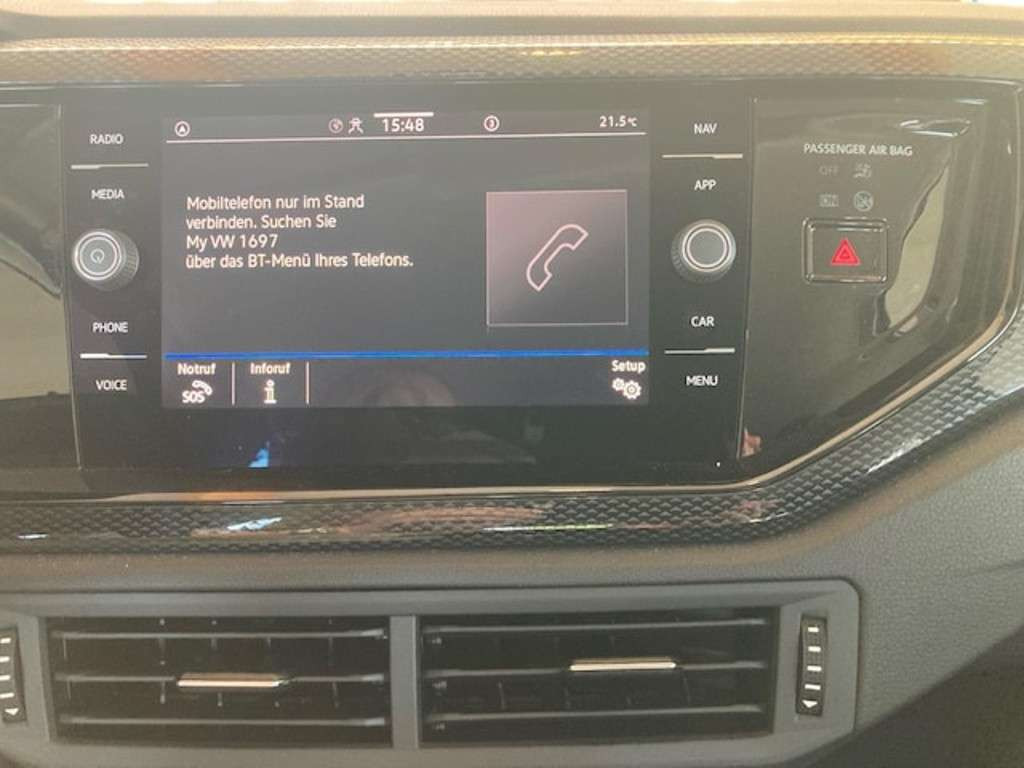 RADIO
MEDIA
PHONE
VOICE
A
15:48
3
21.5°C
Mobiltelefon nur im Stand
verbinden. Suchen Sie
My VW 1697
über das BT-Menü Ihres Telefons.
Notruf
SOS
Inforuf
i
Setup
NAV
APP
CAR
MENU
PASSENGER AIR BAG
OFF
ON